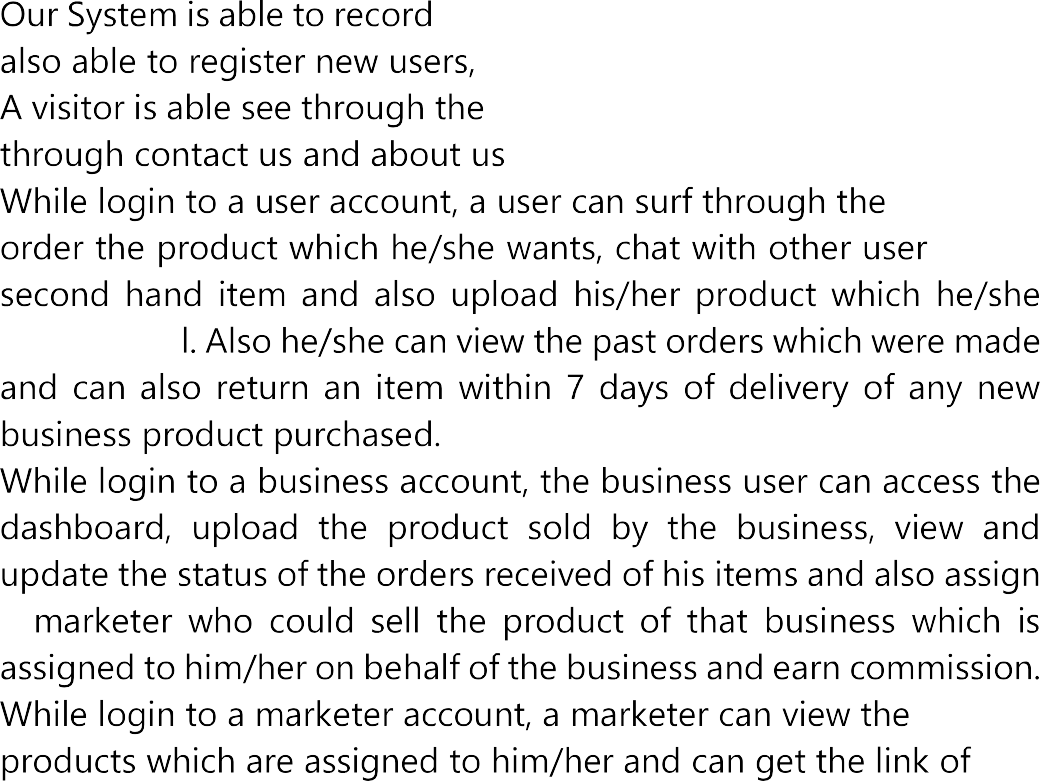 Our System is able to record
also able to register new users,
A visitor is able see through the
through contact us and about us
While login to a user account, a user can surf through the
order the product which he/she wants, chat with other user
second hand item and also upload his/her product which he/she
l. Also he/she can view the past orders which were made
and can also return an item within 7 days of delivery of any new
business product purchased.
While login to a business account, the business user can access the
dashboard, upload the product sold by the business, view and
update the status of the orders received of his items and also assign
marketer who could sell the product of that business which is
assigned to him/her on behalf of the business and earn commission.
While login to a marketer account, a marketer can view the
products which are assigned to him/her and can get the link of